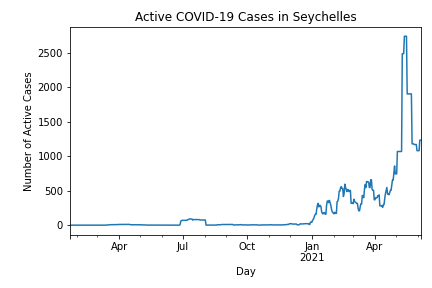 Active COVID-19 Cases in Seychelles
Number of Active Cases
2500
2000
1500
1000
500
0
Apr
Jul
Oct
Jan
2021
Apr
Day